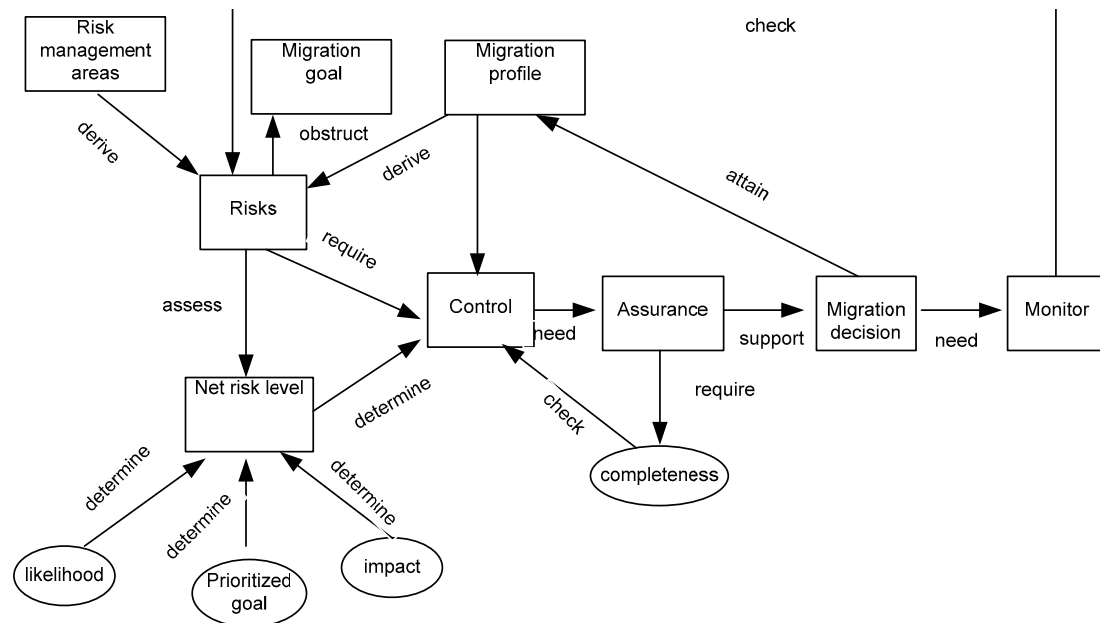 Risk
management
areas
Migration
goal
Migration
profile
check
derive
obstruct
derive
attain
Risks
require
assess
Control
need
Assurance
support
Migration
decision
need
Monitor
Net risk level
determine
require
check
completeness
determine
determine
determine
likelihood
Prioritized
goal
impact